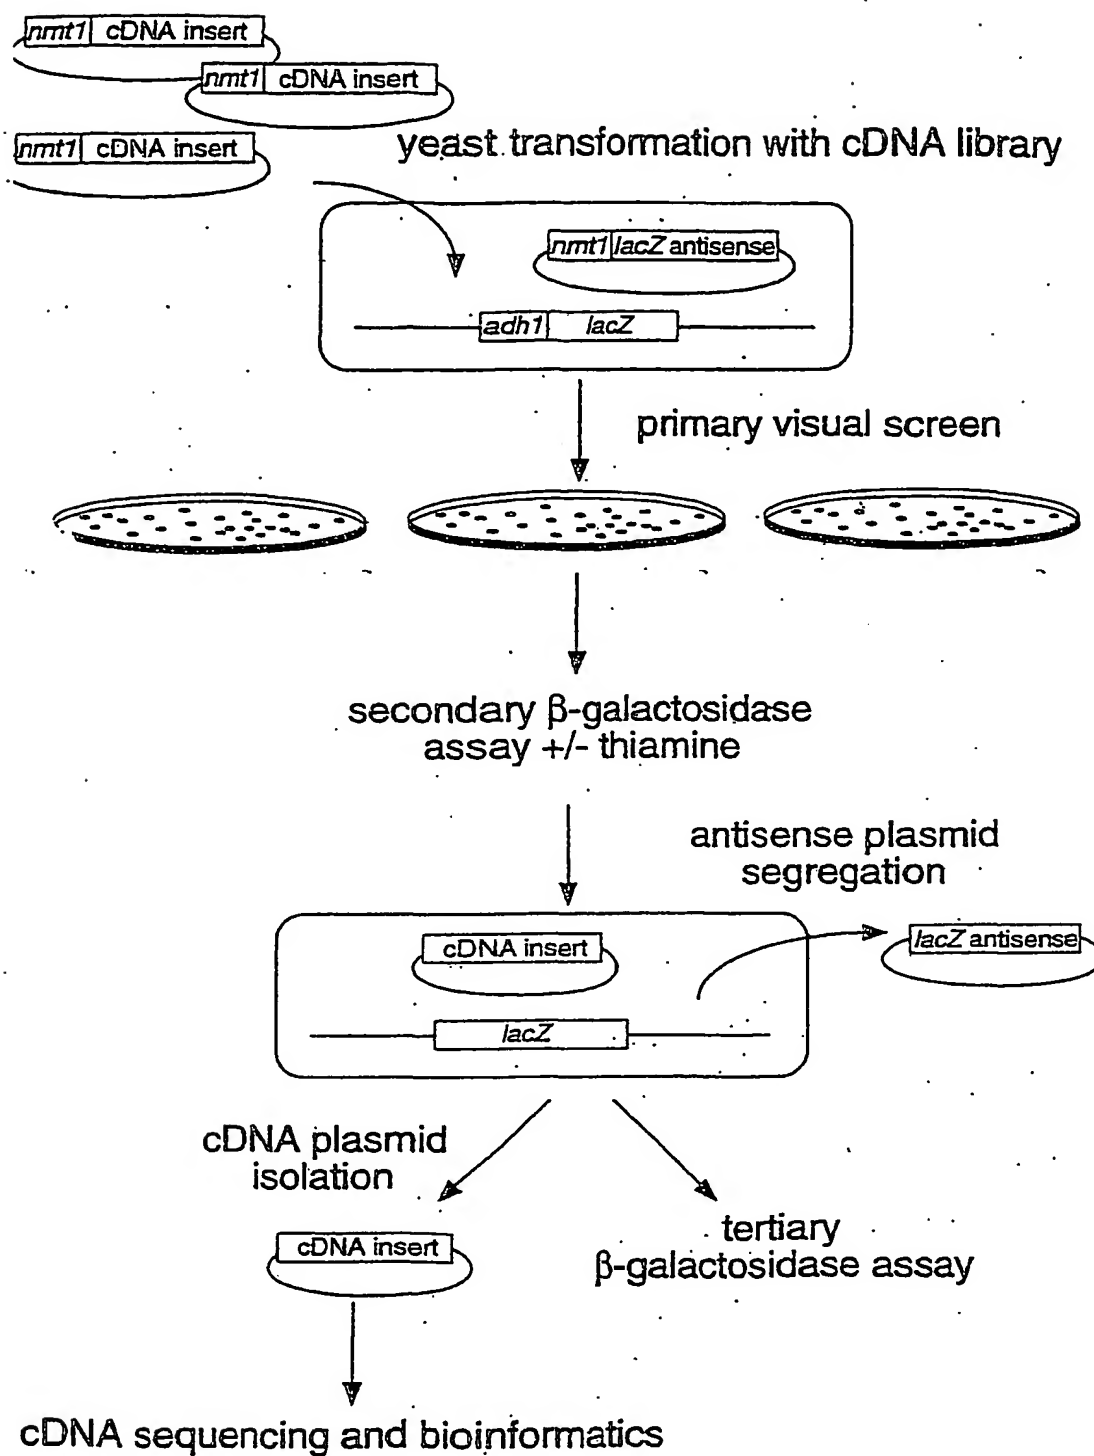 nmt1 cDNA insert
nmt1 cDNA insert
nmt1 cDNA insert
yeast transformation with cDNA library
nmt1 lacZ antisense
adh1 lacZ
primary visual screen
secondary β-galactosidase
assay +/- thiamine
antisense plasmid
segregation
cDNA insert
lacZ antisense
lacZ
cDNA plasmid
isolation
cDNA insert
tertiary
β-galactosidase assay
cDNA sequencing and bioinformatics